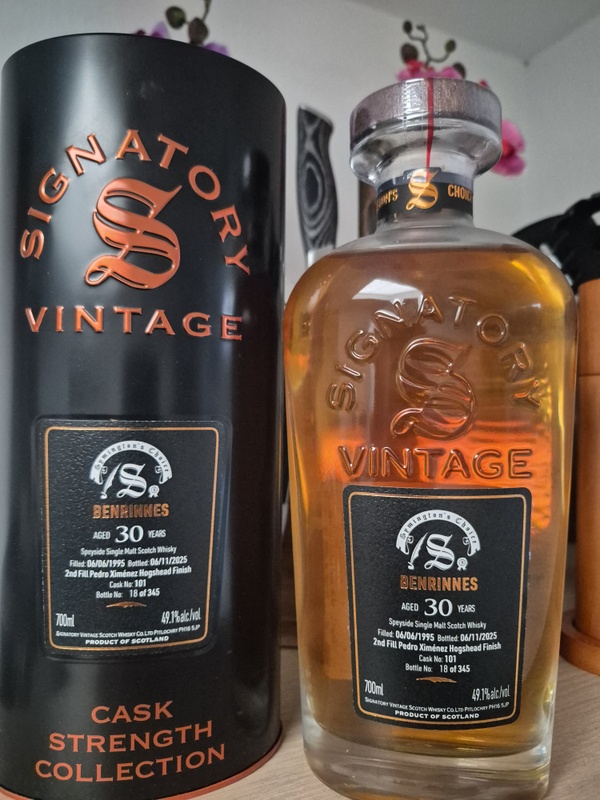 SIGNATORY
S
VINTAGE
Symington's Choice
S
BENRINNES
AGED 30 YEARS
Speyside Single Malt Scotch Whisky
Filled: 06/06/1995 Bottled: 06/11/2025
2nd Fill Pedro Ximénez Hogshead Finish
Cask No: 101
Bottle No: 18 of 345
700ml 49.1%alc/vol
SIGNATORY VINTAGE SCOTCH WHISKY CO. LTD PITLOCHRY PH16 5JP
PRODUCT OF SCOTLAND
CASK
STRENGTH
COLLECTION
S
SIGNATORY
S
VINTAGE
Symington's Choice
S
BENRINNES
AGED 30 YEARS
Speyside Single Malt Scotch Whisky
Filled: 06/06/1995 Bottled: 06/11/2025
2nd Fill Pedro Ximénez Hogshead Finish
Cask No: 101
Bottle No: 18 of 345
700ml 49.1%alc/vol
SIGNATORY VINTAGE SCOTCH WHISKY CO. LTD PITLOCHRY PH16 5JP
PRODUCT OF SCOTLAND